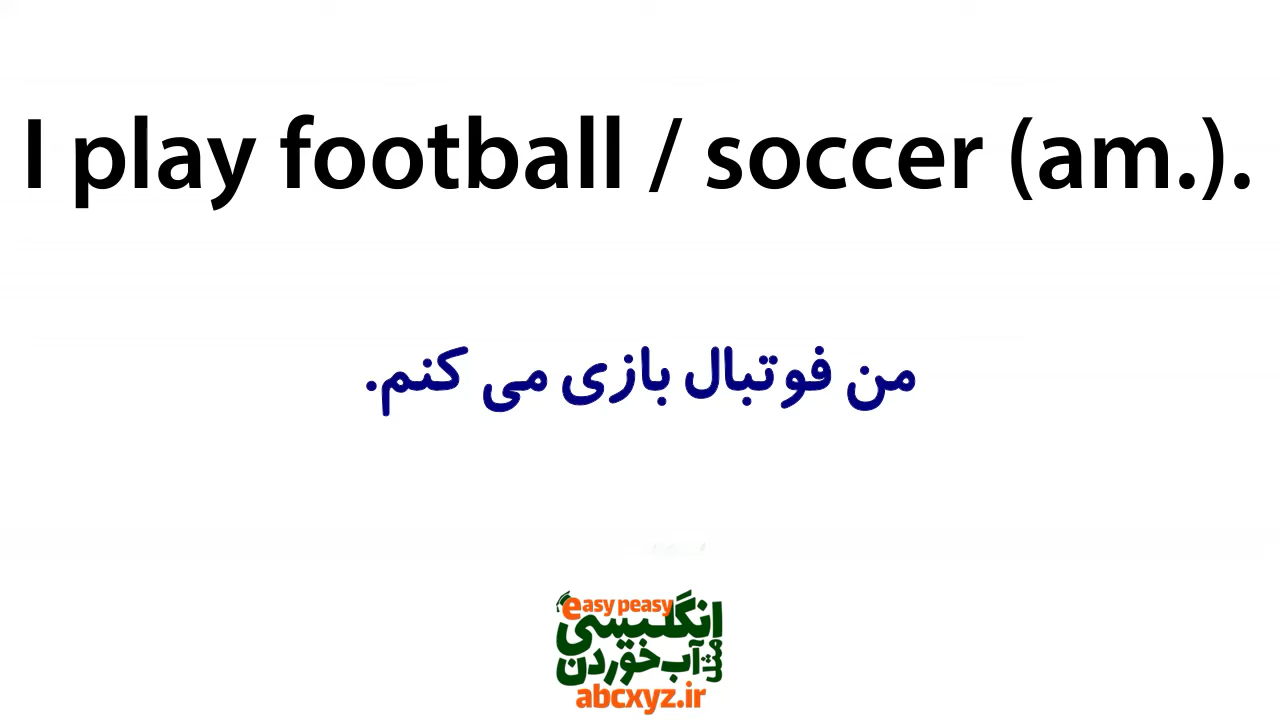 I play football / soccer (am.).
من فوتبال بازی می کنم.
easy peasy
انگلیسی
مثل آب خوردن
abcxyz.ir